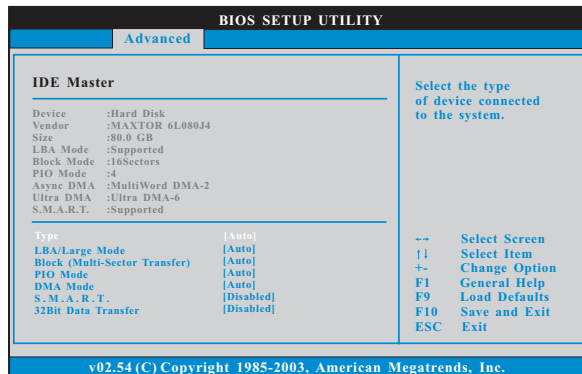 BIOS SETUP UTILITY
Advanced
IDE Master
Device :Hard Disk
Vendor :MAXTOR 6L080J4
Size :80.0 GB
LBA Mode :Supported
Block Mode :16Sectors
PIO Mode :4
Async DMA :MultiWord DMA-2
Ultra DMA :Ultra DMA-6
S.M.A.R.T. :Supported
Type [Auto]
LBA/Large Mode [Auto]
Block (Multi-Sector Transfer) [Auto]
PIO Mode [Auto]
DMA Mode [Auto]
S.M.A.R.T. [Disabled]
32Bit Data Transfer [Disabled]
Select the type
of device connected
to the system.
←→ Select Screen
↑↓ Select Item
+- Change Option
F1 General Help
F9 Load Defaults
F10 Save and Exit
ESC Exit
v02.54 (C) Copyright 1985-2003, American Megatrends, Inc.